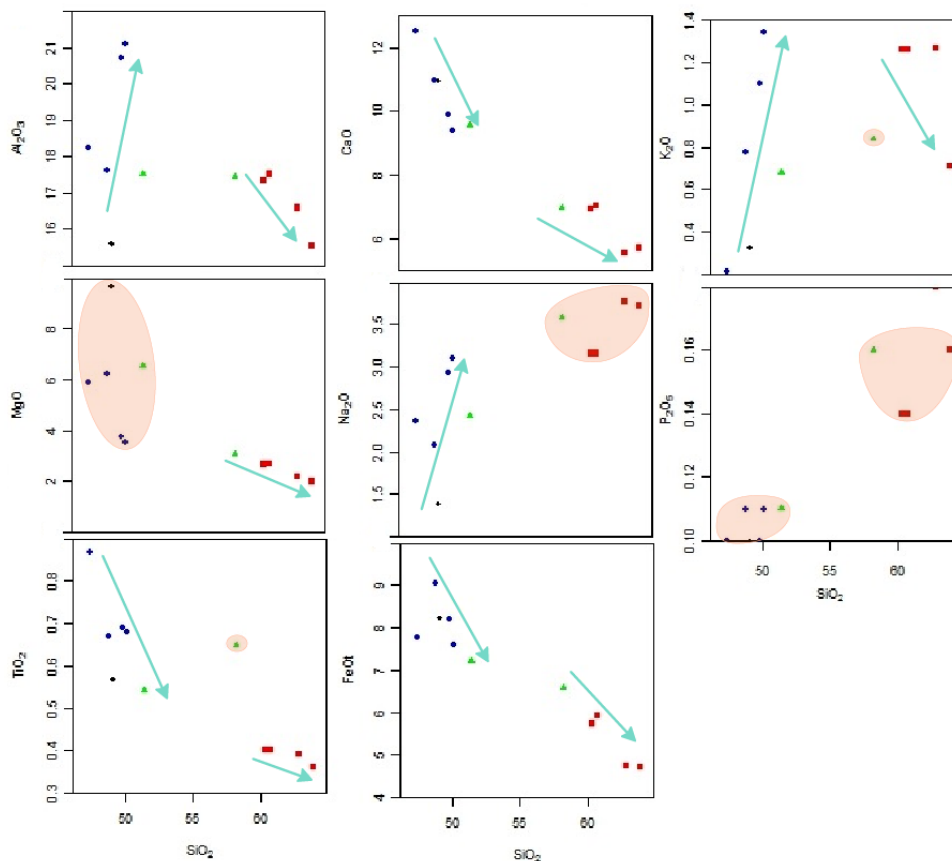 Al₂O₃
21
20
19
18
17
16
CaO
12
10
8
6
K₂O
1.4
1.2
1.0
0.8
0.6
0.4
MgO
8
6
4
2
Na₂O
3.5
3.0
2.5
2.0
1.5
P₂O₅
0.16
0.14
0.12
0.10
50 55 60
SiO₂
TiO₂
0.8
0.7
0.6
0.5
0.4
0.3
50 55 60
SiO₂
FeOt
9
8
7
6
5
4
50 55 60
SiO₂